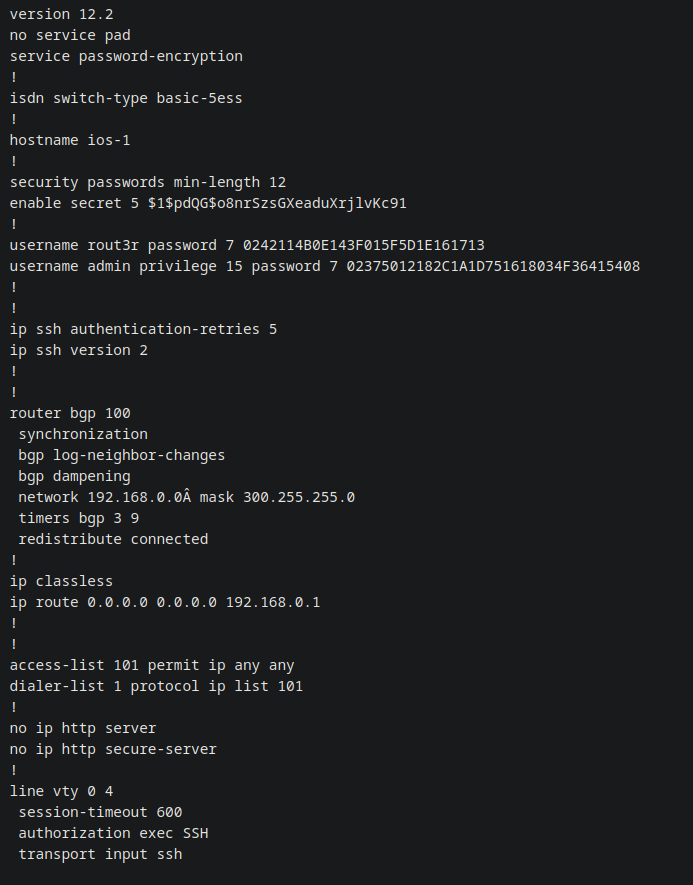 version 12.2
no service pad
service password-encryption
!
isdn switch-type basic-5ess
!
hostname ios-1
!
security passwords min-length 12
enable secret 5 $1$pdQG$o8nrSzsGXeaduXrjlvKc91
!
username rout3r password 7 0242114B0E143F015F5D1E161713
username admin privilege 15 password 7 02375012182C1A1D751618034F36415408
!
!
ip ssh authentication-retries 5
ip ssh version 2
!
!
router bgp 100
 synchronization
 bgp log-neighbor-changes
 bgp dampening
 network 192.168.0.0Â mask 300.255.255.0
 timers bgp 3 9
 redistribute connected
!
ip classless
ip route 0.0.0.0 0.0.0.0 192.168.0.1
!
!
access-list 101 permit ip any any
dialer-list 1 protocol ip list 101
!
no ip http server
no ip http secure-server
!
line vty 0 4
 session-timeout 600
 authorization exec SSH
 transport input ssh